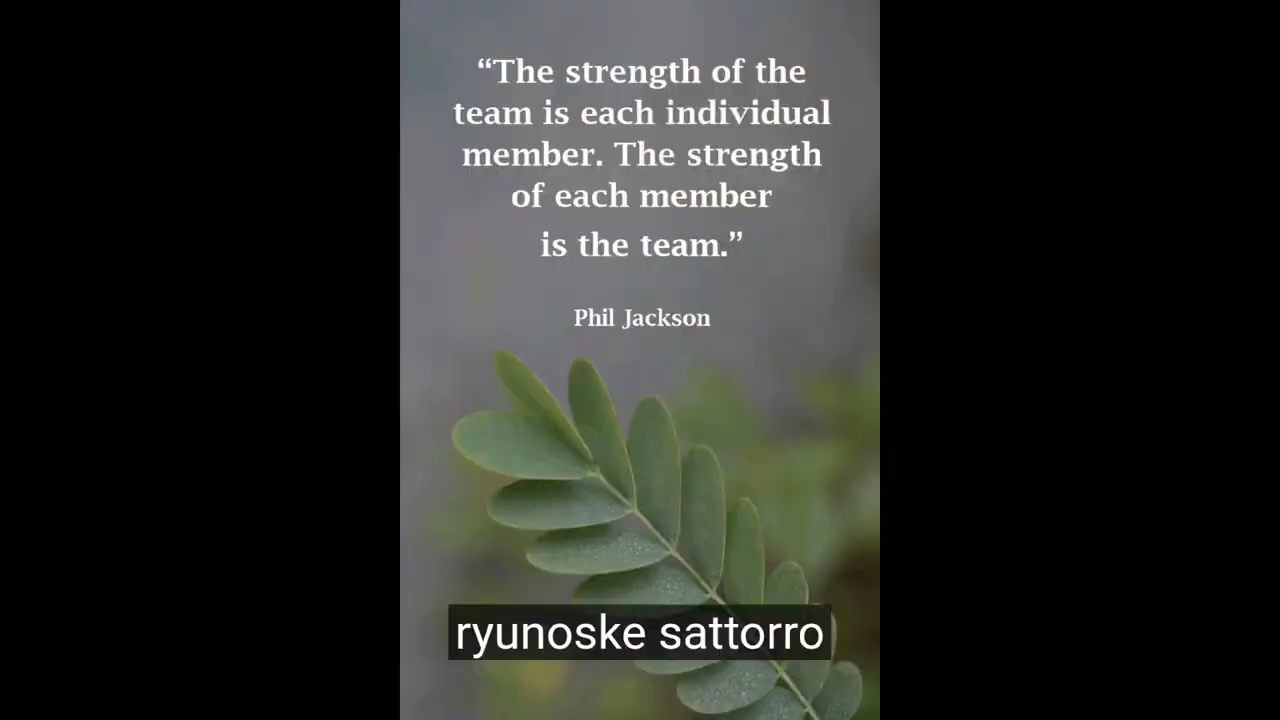 “The strength of the
team is each individual
member. The strength
of each member
is the team.”
Phil Jackson
ryunoske sattorro